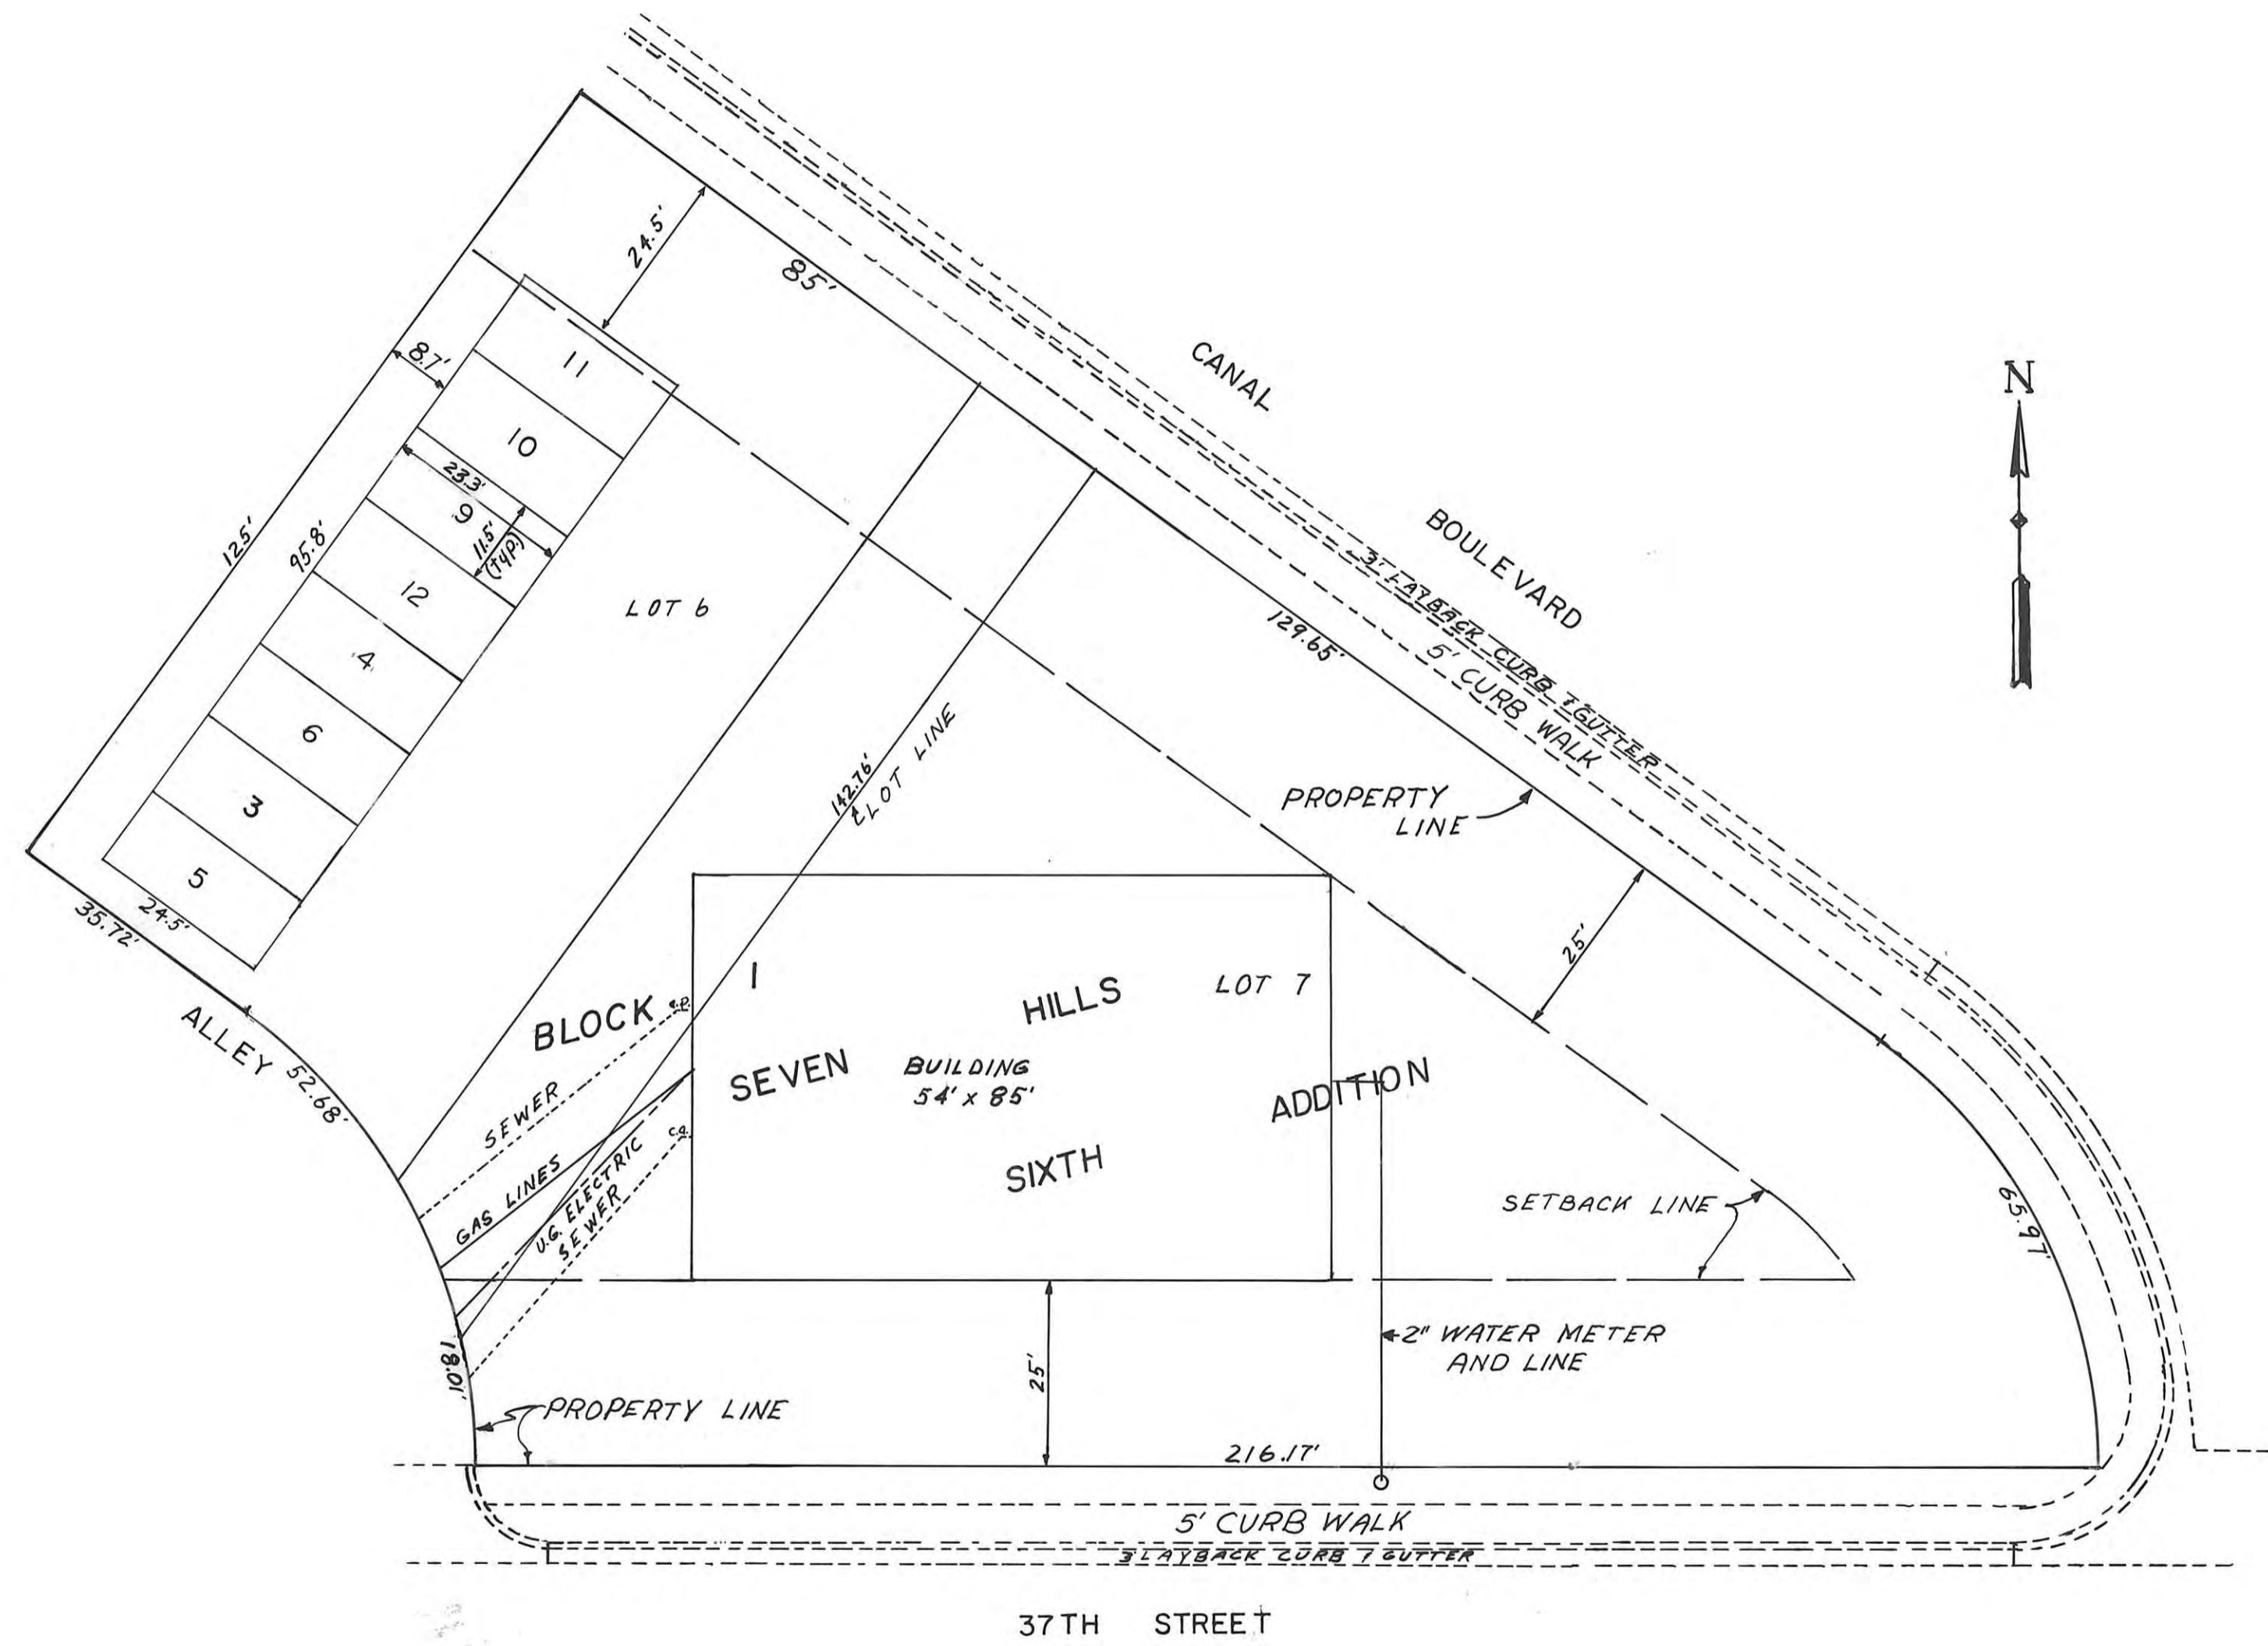 24.5'
85'
CANAL
BOULEVARD
N
8.7'
11
10
23.3'
9
11.5'
(typ.)
125'
95.8'
12
4
6
3
5
24.5'
35.72'
LOT 6
3' LAYBACK CURB & GUTTER
5' CURB WALK
129.65'
142.76'
LOT LINE
PROPERTY
LINE
25'
1
HILLS
LOT 7
BLOCK
SEVEN
BUILDING
54' x 85'
ADDITION
SIXTH
ALLEY
52.68'
SEWER
GAS LINES
U.G. ELECTRIC
SEWER
C.O.
C.O.
SETBACK LINE
65.97'
18.01'
25'
2" WATER METER
AND LINE
PROPERTY LINE
216.17'
5' CURB WALK
3' LAYBACK CURB & GUTTER
37TH STREET